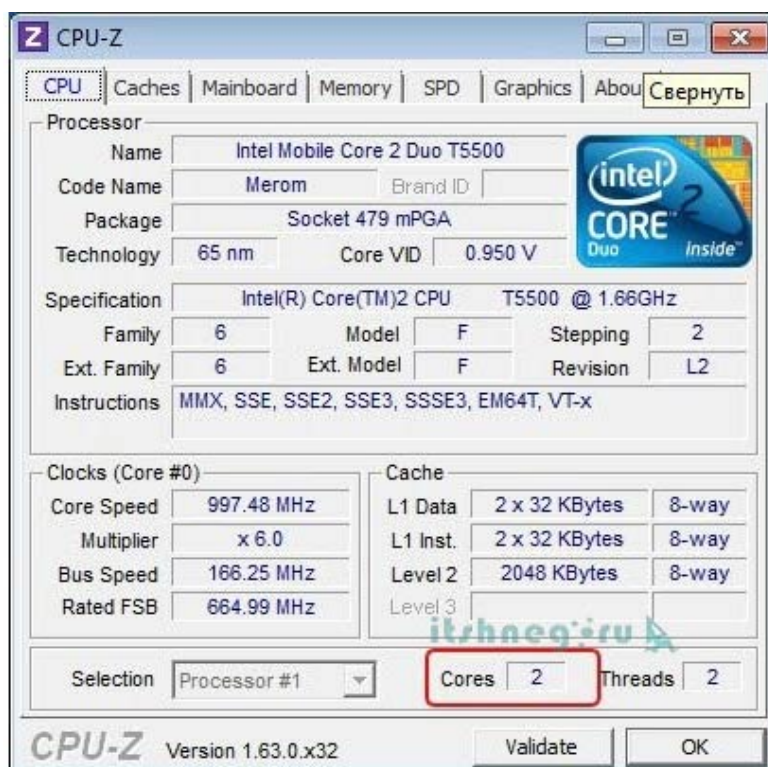 CPU-Z
CPU Caches Mainboard Memory SPD Graphics Abou Свернуть
Processor
Name Intel Mobile Core 2 Duo T5500
Code Name Merom Brand ID
Package Socket 479 mPGA
Technology 65 nm Core VID 0.950 V
intel CORE 2 Duo inside™
Specification Intel(R) Core(TM)2 CPU T5500 @ 1.66GHz
Family 6 Model F Stepping 2
Ext. Family 6 Ext. Model F Revision L2
Instructions MMX, SSE, SSE2, SSE3, SSSE3, EM64T, VT-x
Clocks (Core #0) Cache
Core Speed 997.48 MHz L1 Data 2 x 32 KBytes 8-way
Multiplier x 6.0 L1 Inst. 2 x 32 KBytes 8-way
Bus Speed 166.25 MHz Level 2 2048 KBytes 8-way
Rated FSB 664.99 MHz Level 3
Selection Processor #1 Cores 2 Threads 2
CPU-Z Version 1.63.0.x32 Validate OK